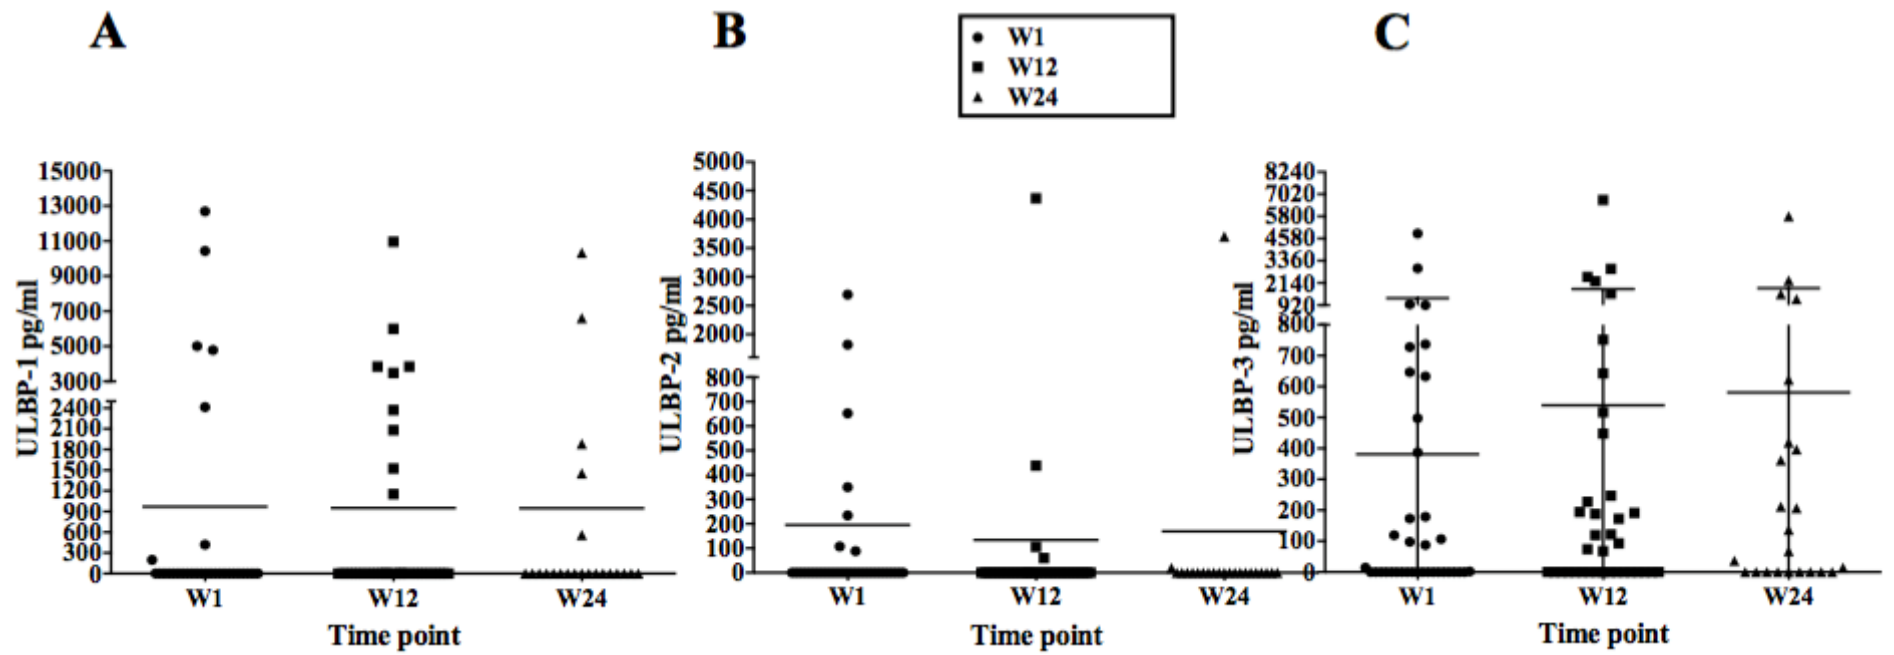 A
B
C
W1
W12
W24
ULBP-1 pg/ml
15000
13000
11000
9000
7000
5000
3000
2400
2100
1800
1500
1200
900
600
300
0
W1
W12
W24
Time point
ULBP-2 pg/ml
5000
4500
4000
3500
3000
2500
2000
800
700
600
500
400
300
200
100
0
W1
W12
W24
Time point
ULBP-3 pg/ml
8240
7020
5800
4580
3360
2140
920
800
700
600
500
400
300
200
100
0
W1
W12
W24
Time point